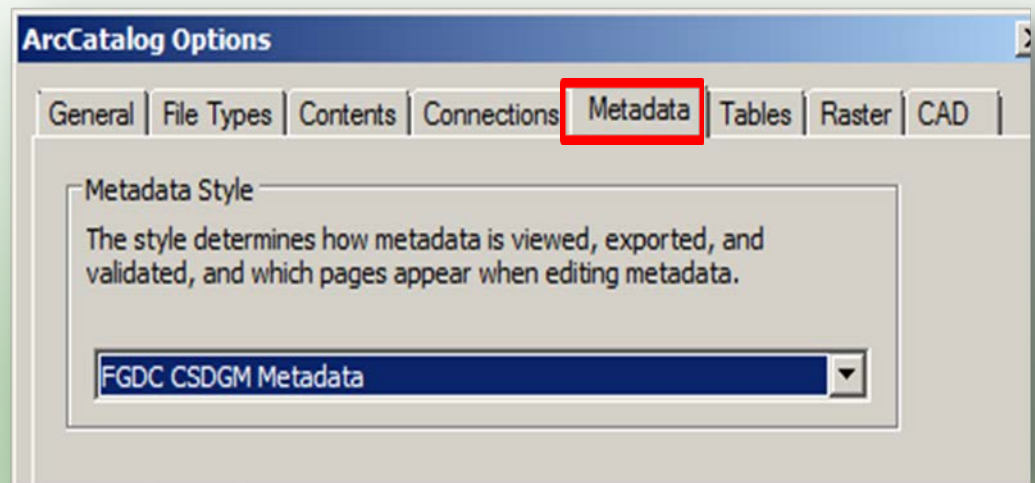 ArcCatalog Options
General File Types Contents Connections Metadata Tables Raster CAD
Metadata Style
The style determines how metadata is viewed, exported, and
validated, and which pages appear when editing metadata.
FGDC CSDGM Metadata